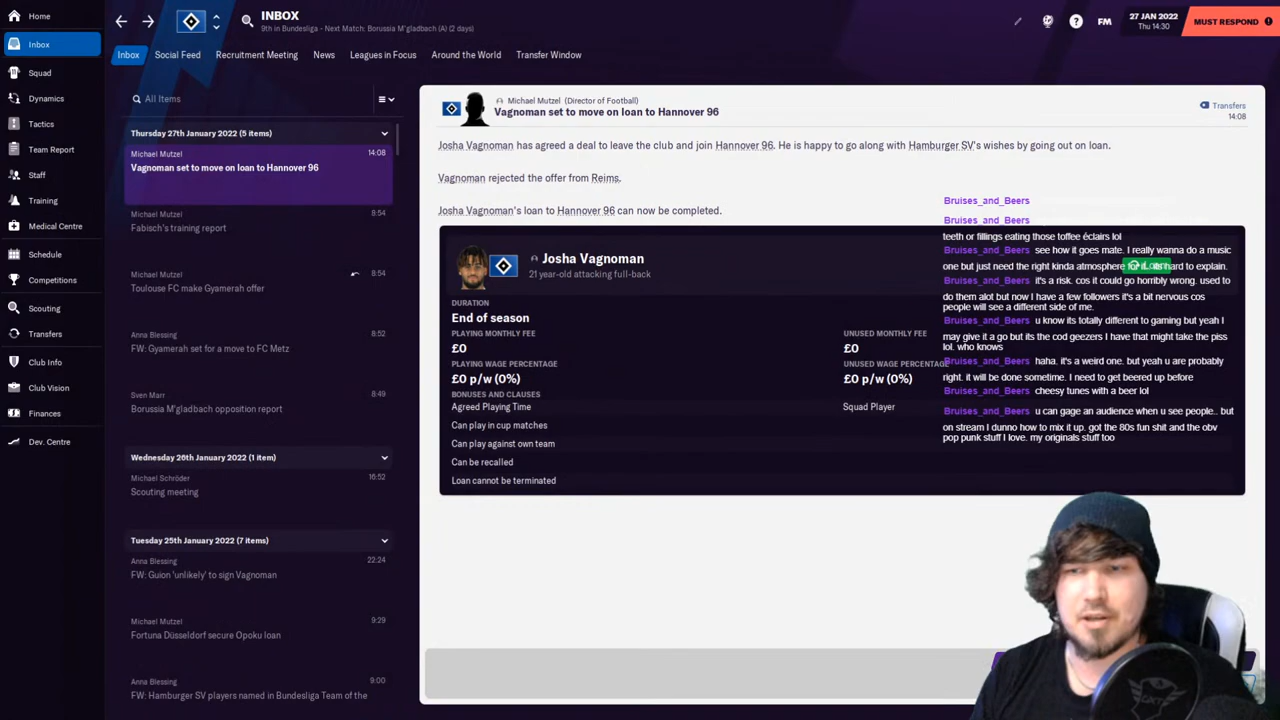 Home
Inbox
Squad
Dynamics
Tactics
Team Report
Staff
Training
Medical Centre
Schedule
Competitions
Scouting
Transfers
Club Info
Club Vision
Finances
Dev. Centre
INBOX
9th in Bundesliga - Next Match: Borussia M'gladbach (A) (2 days)
FM
27 JAN 2022
Thu 14:30
MUST RESPOND
Inbox
Social Feed
Recruitment Meeting
News
Leagues in Focus
Around the World
Transfer Window
All Items
Thursday 27th January 2022 (5 items)
Michael Mutzel 14:08
Vagnoman set to move on loan to Hannover 96
Michael Mutzel 8:54
Fabisch's training report
Michael Mutzel 8:54
Toulouse FC make Gyamerah offer
Anna Blessing 8:52
FW: Gyamerah set for a move to FC Metz
Sven Marr 8:49
Borussia M'gladbach opposition report
Wednesday 26th January 2022 (1 item)
Michael Schröder 16:52
Scouting meeting
Tuesday 25th January 2022 (7 items)
Anna Blessing 22:24
FW: Guion 'unlikely' to sign Vagnoman
Michael Mutzel 9:29
Fortuna Düsseldorf secure Opoku loan
Anna Blessing 9:00
FW: Hamburger SV players named in Bundesliga Team of the
Michael Mutzel (Director of Football)
Vagnoman set to move on loan to Hannover 96
Transfers
14:08
Josha Vagnoman has agreed a deal to leave the club and join Hannover 96. He is happy to go along with Hamburger SV's wishes by going out on loan.
Vagnoman rejected the offer from Reims.
Josha Vagnoman's loan to Hannover 96 can now be completed.
Josha Vagnoman
21 year-old attacking full-back
DURATION
End of season
PLAYING MONTHLY FEE
£0
UNUSED MONTHLY FEE
£0
PLAYING WAGE PERCENTAGE
£0 p/w (0%)
UNUSED WAGE PERCENTAGE
£0 p/w (0%)
BONUSES AND CLAUSES
Agreed Playing Time
Squad Player
Can play in cup matches
Can play against own team
Can be recalled
Loan cannot be terminated
Bruises_and_Beers
Bruises_and_Beers
teeth or fillings eating those toffee éclairs lol
Bruises_and_Beers see how it goes mate. I really wanna do a music
one but just need the right kinda atmosphere hard to explain.
Bruises_and_Beers it's a risk. cos it could go horribly wrong. used to
do them alot but now I have a few followers it's a bit nervous cos
people will see a different side of me.
Bruises_and_Beers u know its totally different to gaming but yeah I
may give it a go but its the cod geezers I have that might take the piss
lol. who knows
Bruises_and_Beers haha. it's a weird one. but yeah u are probably
right. it will be done sometime. I need to get beered up before
Bruises_and_Beers cheesy tunes with a beer lol
Bruises_and_Beers u can gage an audience when u see people.. but
on stream I dunno how to mix it up. got the 80s fun shit and the obv
pop punk stuff I love. my originals stuff too